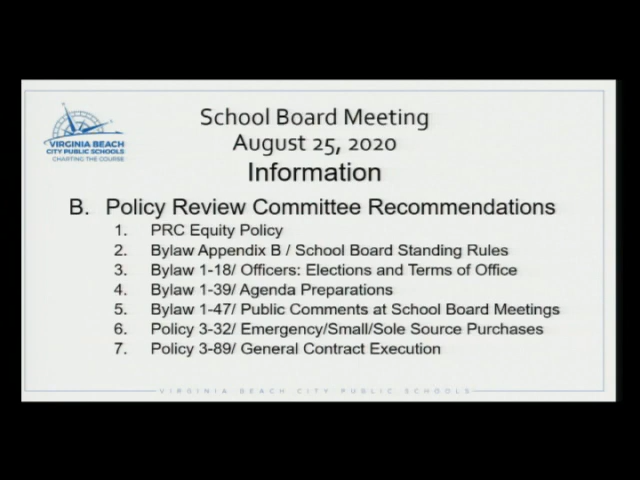 VIRGINIA BEACH
CITY PUBLIC SCHOOLS
CHARTING THE COURSE
School Board Meeting
August 25, 2020
Information
B. Policy Review Committee Recommendations
1. PRC Equity Policy
2. Bylaw Appendix B / School Board Standing Rules
3. Bylaw 1-18/ Officers: Elections and Terms of Office
4. Bylaw 1-39/ Agenda Preparations
5. Bylaw 1-47/ Public Comments at School Board Meetings
6. Policy 3-32/ Emergency/Small/Sole Source Purchases
7. Policy 3-89/ General Contract Execution
VIRGINIA BEACH CITY PUBLIC SCHOOLS